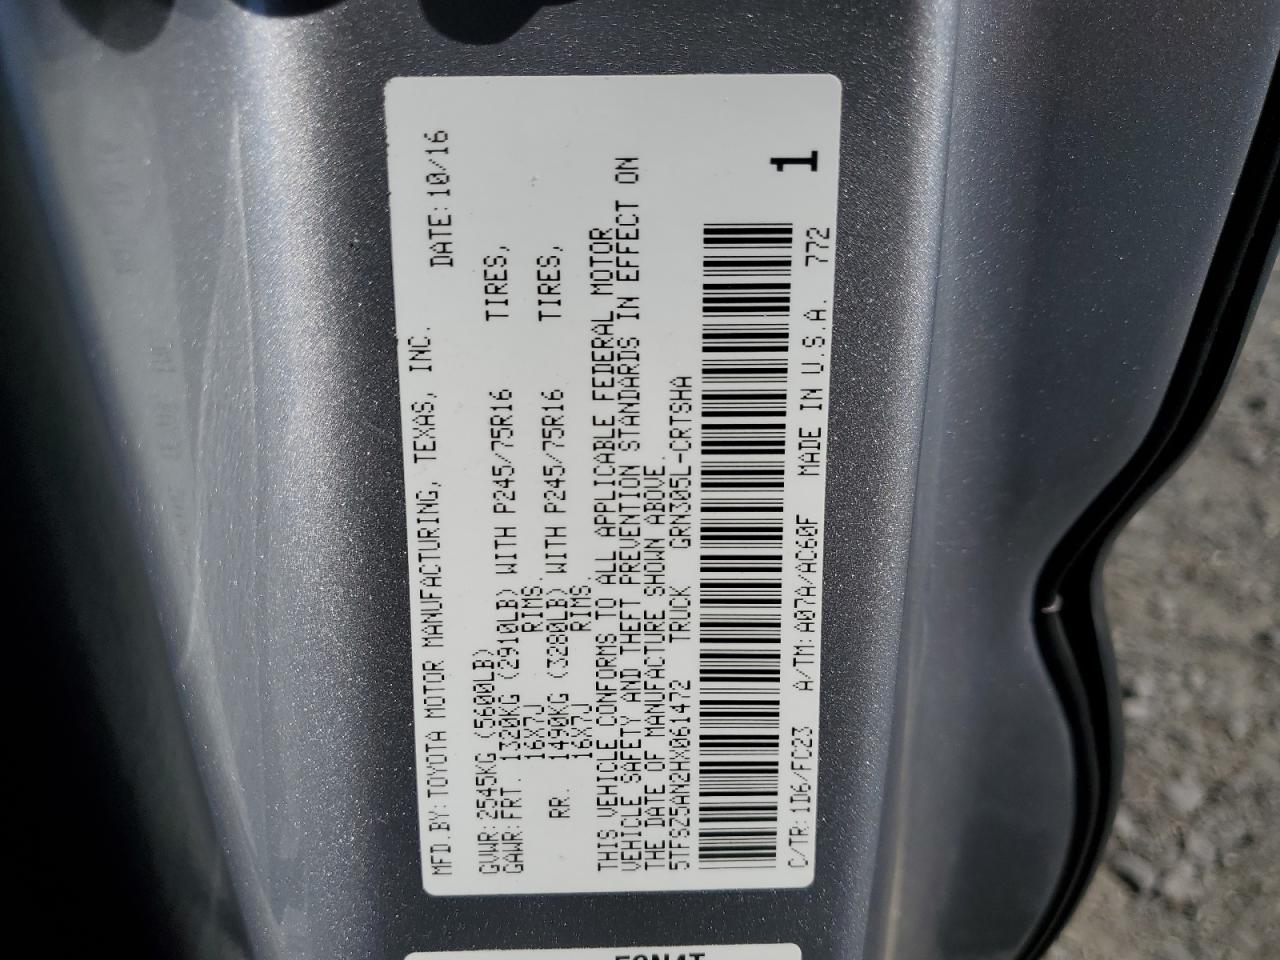 MFD.BY:TOYOTA MOTOR MANUFACTURING, TEXAS, INC. DATE:10/16
GVWR:2545KG (5600LB)
GAWR:FRT. 1320KG (2910LB) WITH P245/75R16 TIRES,
16X7J RIMS.
RR. 1490KG (3280LB) WITH P245/75R16 TIRES,
16X7J RIMS.
THIS VEHICLE CONFORMS TO ALL APPLICABLE FEDERAL MOTOR
VEHICLE SAFETY AND THEFT PREVENTION STANDARDS IN EFFECT ON
THE DATE OF MANUFACTURE SHOWN ABOVE.
5TFSZ5AN2HX061472 TRUCK GRN305L-CRTSHA
1
C/TR:1D6/FC23 A/TM:A07A/AC60F MADE IN U.S.A. 772